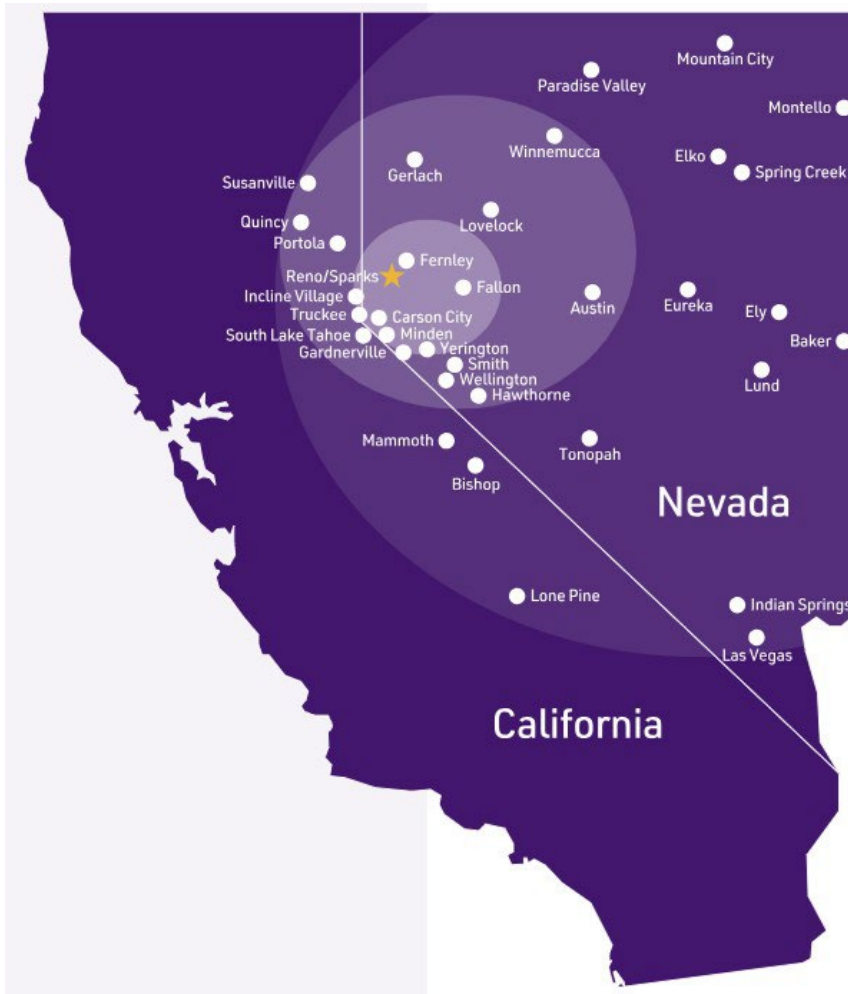 Mountain City
Paradise Valley
Montello
Winnemucca
Elko
Spring Creek
Gerlach
Susanville
Lovelock
Quincy
Portola
Fernley
Reno/Sparks
Fallon
Incline Village
Austin
Eureka
Truckee
Carson City
Ely
South Lake Tahoe
Minden
Baker
Gardnerville
Yerington
Smith
Lund
Wellington
Hawthorne
Mammoth
Tonopah
Bishop
Nevada
Lone Pine
Indian Springs
Las Vegas
California